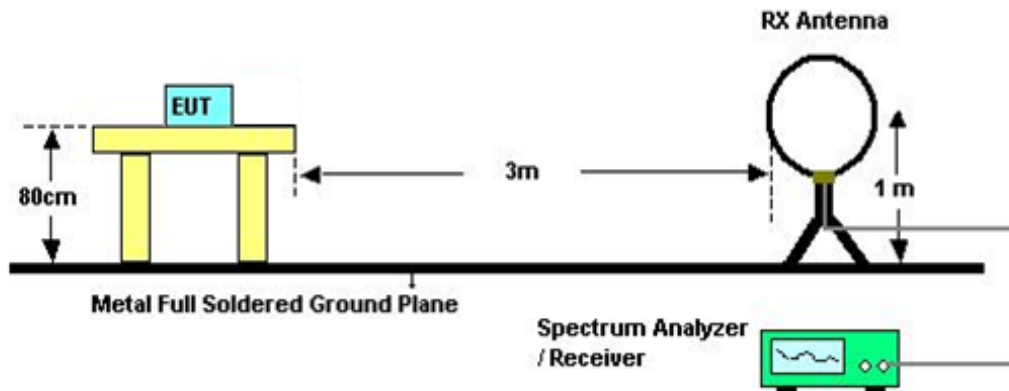 RX Antenna
EUT
80cm
3m
1 m
Metal Full Soldered Ground Plane
Spectrum Analyzer
/ Receiver